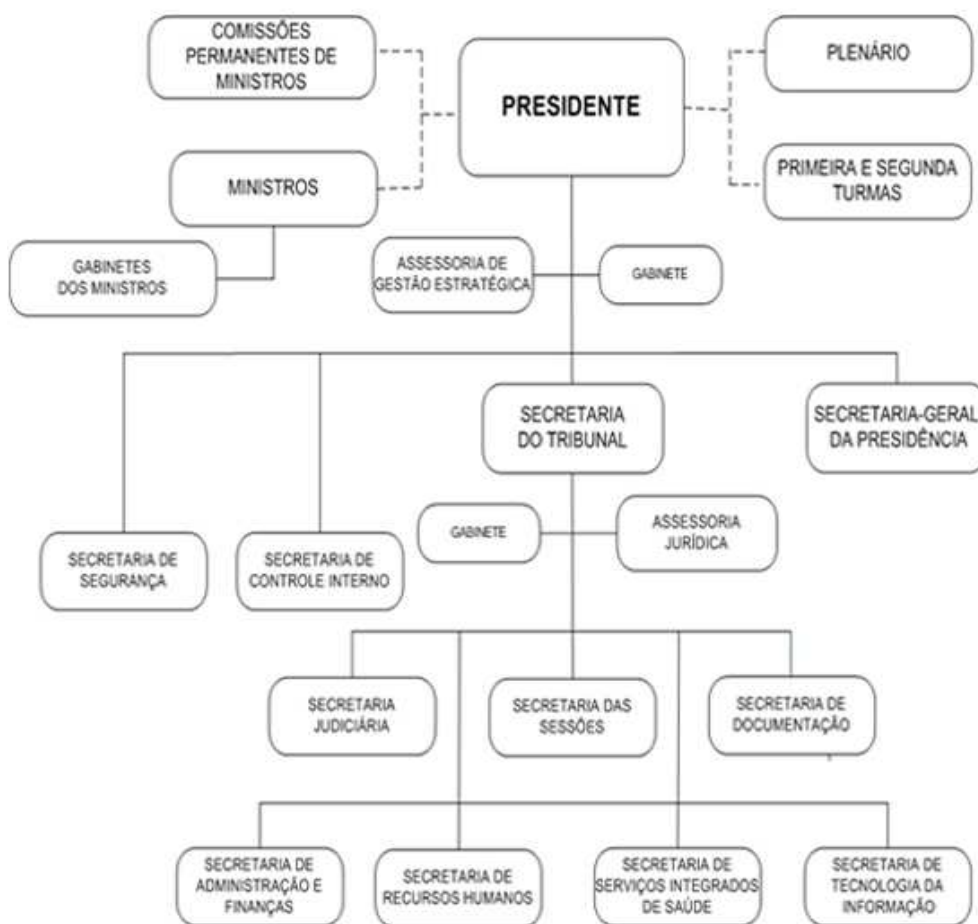 COMISSÕES
PERMANENTES DE
MINISTROS
PRESIDENTE
PLENÁRIO
MINISTROS
PRIMEIRA E SEGUNDA
TURMAS
GABINETES
DOS MINISTROS
ASSESSORIA DE
GESTÃO ESTRATÉGICA
GABINETE
SECRETARIA
DO TRIBUNAL
SECRETARIA-GERAL
DA PRESIDÊNCIA
GABINETE
ASSESSORIA
JURÍDICA
SECRETARIA DE
SEGURANÇA
SECRETARIA DE
CONTROLE INTERNO
SECRETARIA
JUDICIÁRIA
SECRETARIA DAS
SESSÕES
SECRETARIA DE
DOCUMENTAÇÃO
SECRETARIA DE
ADMINISTRAÇÃO E
FINANÇAS
SECRETARIA DE
RECURSOS HUMANOS
SECRETARIA DE
SERVIÇOS INTEGRADOS
DE SAÚDE
SECRETARIA DE
TECNOLOGIA DA
INFORMAÇÃO